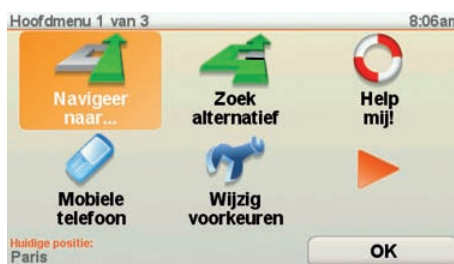 Hoofdmenu 1 van 3
8:06am
Navigeer
naar...
Zoek
alternatief
Help
mij!
Mobiele
telefoon
Wijzig
voorkeuren
Huidige positie:
Paris
OK